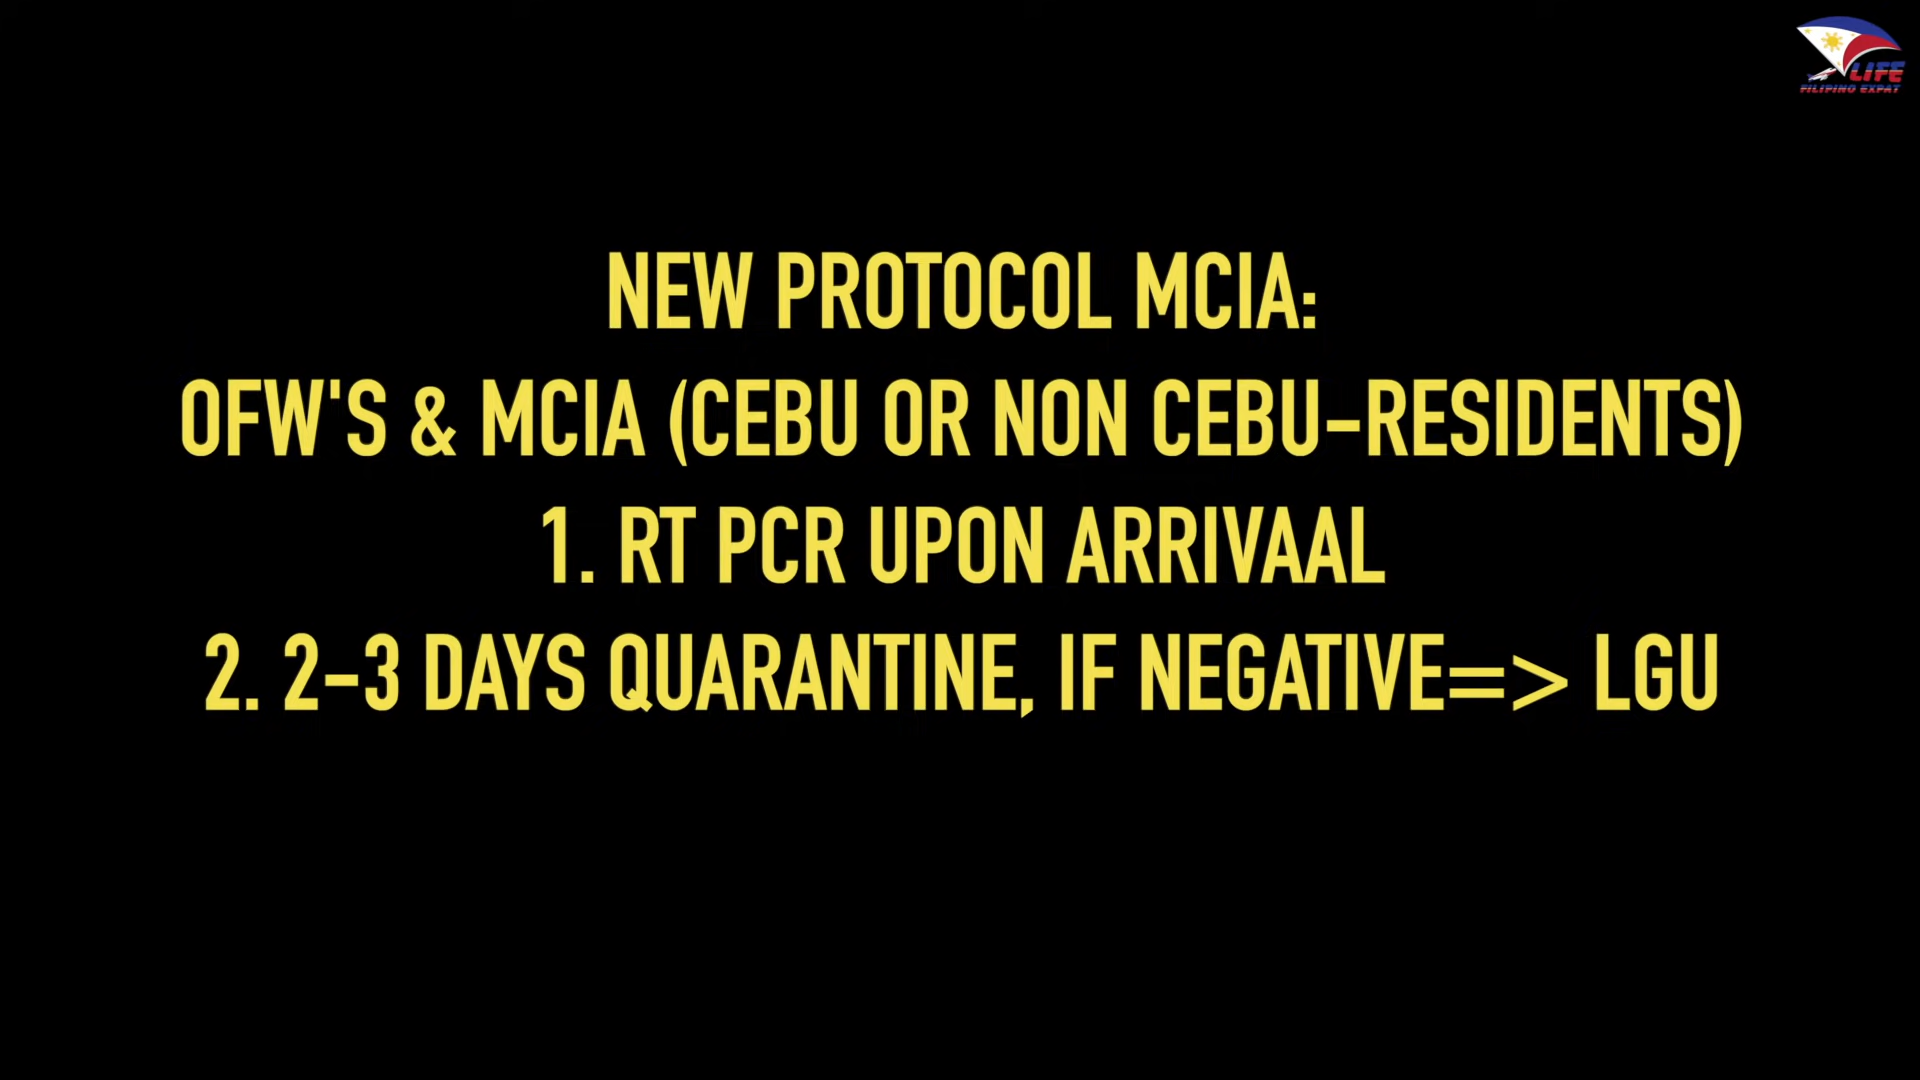 LIFE
FILIPINO EXPAT
NEW PROTOCOL MCIA:
OFW'S & MCIA (CEBU OR NON CEBU-RESIDENTS)
1. RT PCR UPON ARRIVAAL
2. 2-3 DAYS QUARANTINE, IF NEGATIVE=> LGU